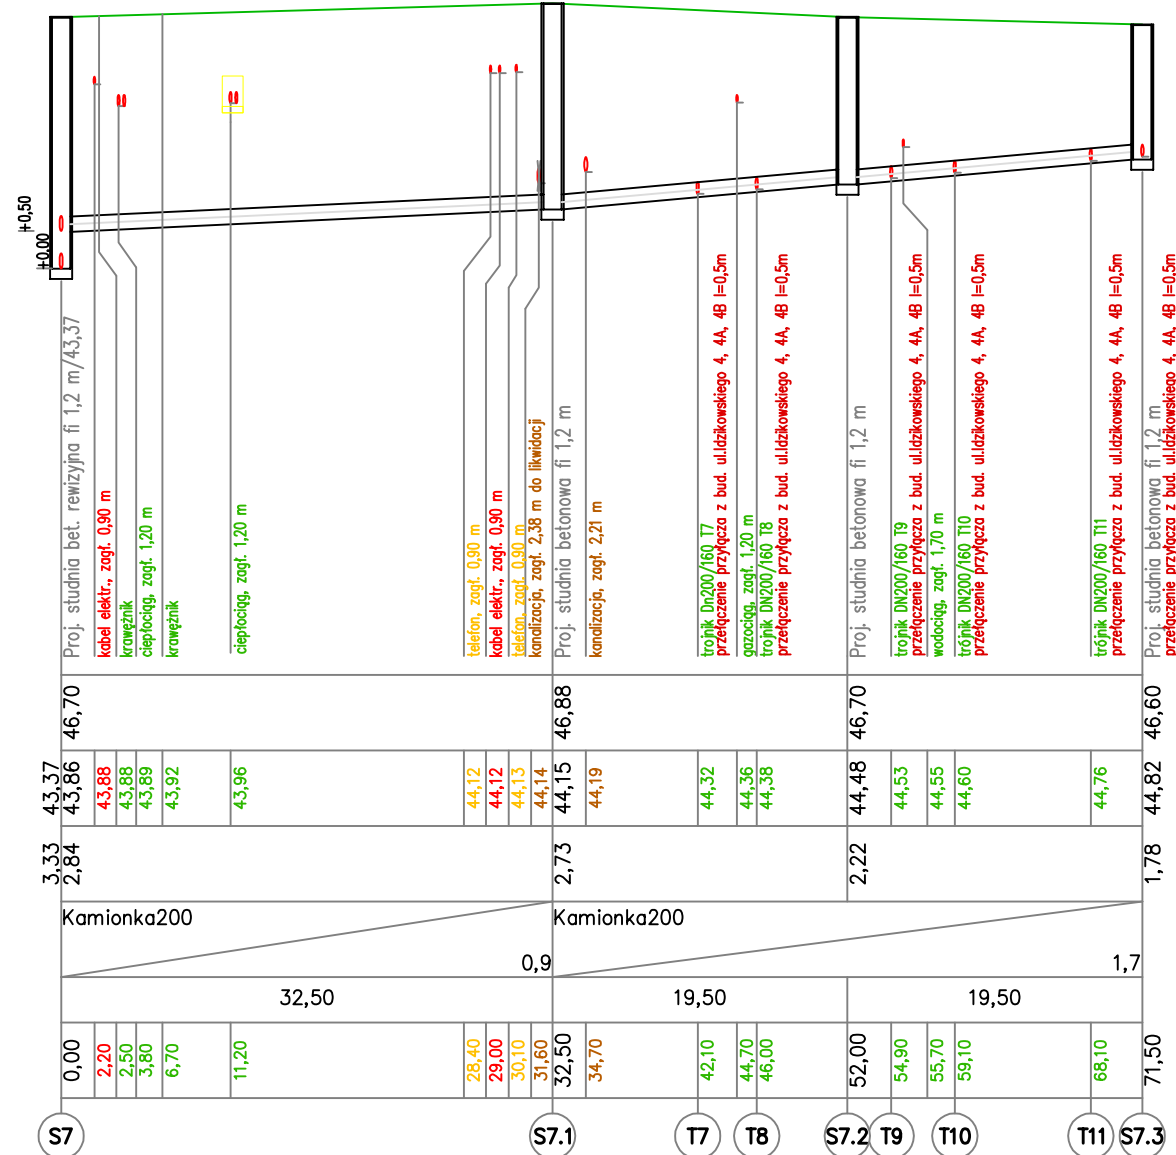 +0,50
+0,00
Proj. studnia bet. rewizyjna fi 1,2 m/43,37
kabel elektr., zagł. 0,90 m
krawężnik
ciepłociąg, zagł. 1,20 m
krawężnik
ciepłociąg, zagł. 1,20 m
telefon, zagł. 0,90 m
kabel elektr., zagł. 0,90 m
telefon, zagł. 0,90 m
kanalizacja, zagł. 2,38 m do likwidacji
Proj. studnia betonowa fi 1,2 m
kanalizacja, zagł. 2,21 m
trojnik Dn200/160 T7
przełączenie przyłącza z bud. ul.Idzikowskiego 4, 4A, 4B l=0,5m
gazociąg, zagł. 1,20 m
trojnik DN200/160 T8
przełączenie przyłącza z bud. ul.Idzikowskiego 4, 4A, 4B l=0,5m
Proj. studnia betonowa fi 1,2 m
trojnik DN200/160 T9
przełączenie przyłącza z bud. ul.Idzikowskiego 4, 4A, 4B l=0,5m
wodociąg, zagł. 1,70 m
trójnik DN200/160 T10
przełączenie przyłącza z bud. ul.Idzikowskiego 4, 4A, 4B l=0,5m
trójnik DN200/160 T11
przełączenie przyłącza z bud. ul.Idzikowskiego 4, 4A, 4B l=0,5m
Proj. studnia betonowa fi 1,2 m
przełączenie przyłącza z bud. ul.Idzikowskiego 4, 4A, 4B l=0,5m
46,70
46,88
46,70
46,60
43,37
43,86
43,88
43,88
43,89
43,92
43,96
44,12
44,12
44,13
44,14
44,15
44,19
44,32
44,36
44,38
44,48
44,53
44,55
44,60
44,76
44,82
3,33
2,84
2,73
2,22
1,78
Kamionka200
0,9
Kamionka200
1,7
32,50
19,50
19,50
0,00
2,20
2,50
3,80
6,70
11,20
28,40
29,00
30,10
31,60
32,50
34,70
42,10
44,70
46,00
52,00
54,90
55,70
59,10
68,10
71,50
S7
S7.1
T7
T8
S7.2
T9
T10
T11
S7.3